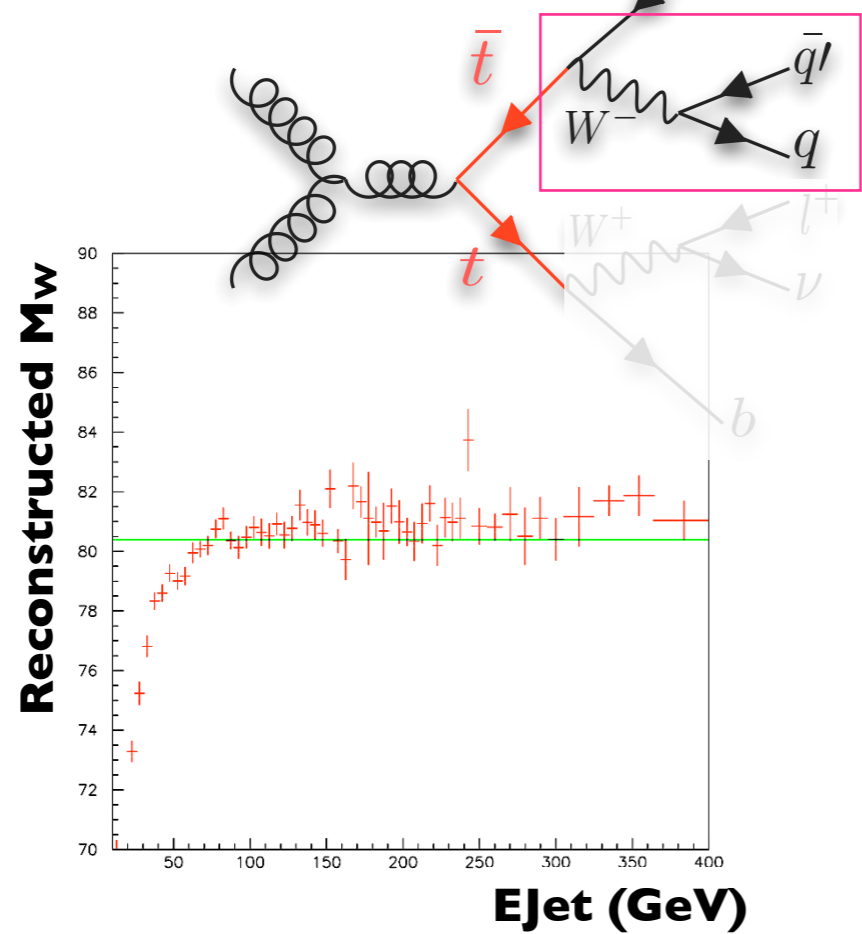 t̄
q̄′
W⁻
q
W⁺
l⁺
t
ν
b
Reconstructed Mw
90
88
86
84
82
80
78
76
74
72
70
50 100 150 200 250 300 350 400
EJet (GeV)